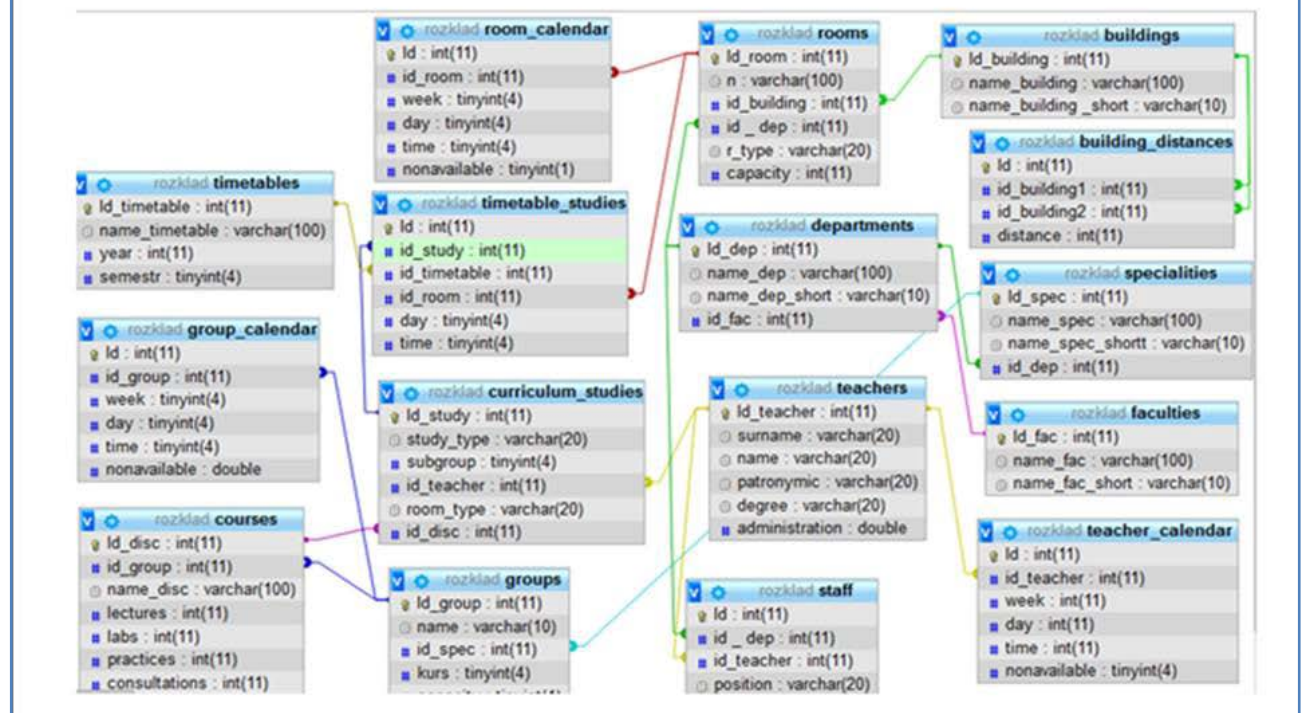 rozklad room_calendar
Id : int(11)
id_room : int(11)
week : tinyint(4)
day : tinyint(4)
time : tinyint(4)
nonavailable : tinyint(1)
rozklad rooms
Id_room : int(11)
n : varchar(100)
id_building : int(11)
id _ dep : int(11)
r_type : varchar(20)
capacity : int(11)
rozklad buildings
Id_building : int(11)
name_building : varchar(100)
name_building _short : varchar(10)
rozklad building_distances
Id : int(11)
id_building1 : int(11)
id_building2 : int(11)
distance : int(11)
rozklad timetables
Id_timetable : int(11)
name_timetable : varchar(100)
year : int(11)
semestr : tinyint(4)
rozklad timetable_studies
Id : int(11)
id_study : int(11)
id_timetable : int(11)
id_room : int(11)
day : tinyint(4)
time : tinyint(4)
rozklad departments
Id_dep : int(11)
name_dep : varchar(100)
name_dep_short : varchar(10)
id_fac : int(11)
rozklad specialities
Id_spec : int(11)
name_spec : varchar(100)
name_spec_shortt : varchar(10)
id_dep : int(11)
rozklad group_calendar
Id : int(11)
id_group : int(11)
week : tinyint(4)
day : tinyint(4)
time : tinyint(4)
nonavailable : double
rozklad curriculum_studies
Id_study : int(11)
study_type : varchar(20)
subgroup : tinyint(4)
id_teacher : int(11)
room_type : varchar(20)
id_disc : int(11)
rozklad teachers
Id_teacher : int(11)
surname : varchar(20)
name : varchar(20)
patronymic : varchar(20)
degree : varchar(20)
administration : double
rozklad faculties
Id_fac : int(11)
name_fac : varchar(100)
name_fac_short : varchar(10)
rozklad courses
Id_disc : int(11)
id_group : int(11)
name_disc : varchar(100)
lectures : int(11)
labs : int(11)
practices : int(11)
consultations : int(11)
rozklad groups
Id_group : int(11)
name : varchar(10)
id_spec : int(11)
kurs : tinyint(4)
rozklad staff
Id : int(11)
id _ dep : int(11)
id_teacher : int(11)
position : varchar(20)
rozklad teacher_calendar
Id : int(11)
id_teacher : int(11)
week : int(11)
day : int(11)
time : int(11)
nonavailable : tinyint(4)